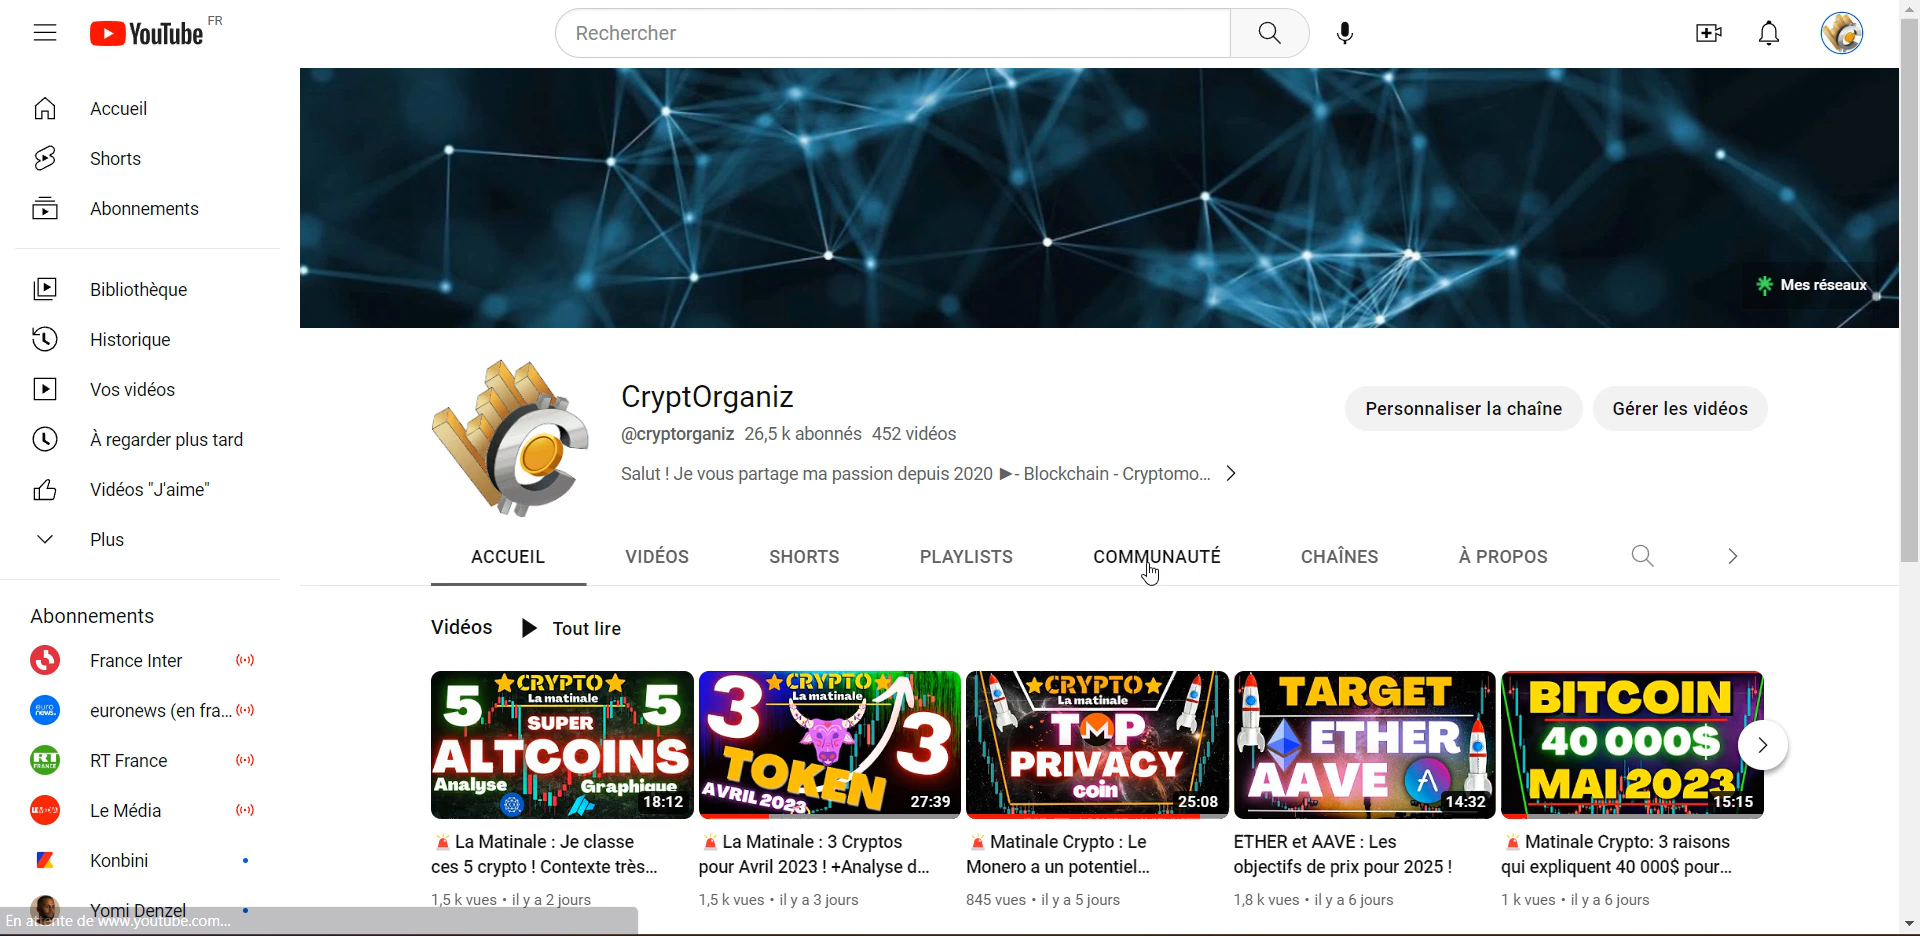 YouTube FR
Rechercher
Accueil
Shorts
Abonnements
Bibliothèque
Historique
Vos vidéos
À regarder plus tard
Vidéos "J'aime"
Plus
Abonnements
France Inter
euronews (en fra...
RT France
Le Média
Konbini
Yomi Denzel
En attente de www.youtube.com...
Mes réseaux
CryptOrganiz
@cryptorganiz 26,5 k abonnés 452 vidéos
Salut ! Je vous partage ma passion depuis 2020 ►- Blockchain - Cryptomo...
Personnaliser la chaîne
Gérer les vidéos
ACCUEIL VIDÉOS SHORTS PLAYLISTS COMMUNAUTÉ CHAÎNES À PROPOS
Vidéos Tout lire
CRYPTO
La matinale
5 SUPER 5
ALTCOINS
Analyse Graphique
18:12
La Matinale : Je classe
ces 5 crypto ! Contexte très...
1,5 k vues • il y a 2 jours
CRYPTO
La matinale
3 3
TOKEN
AVRIL 2023
27:39
La Matinale : 3 Cryptos
pour Avril 2023 ! +Analyse d...
1,5 k vues • il y a 3 jours
CRYPTO
La matinale
TOP
PRIVACY
coin
25:08
Matinale Crypto : Le
Monero a un potentiel...
845 vues • il y a 5 jours
TARGET
ETHER
AAVE
14:32
ETHER et AAVE : Les
objectifs de prix pour 2025 !
1,8 k vues • il y a 6 jours
BITCOIN
40 000$
MAI 2023
15:15
Matinale Crypto: 3 raisons
qui expliquent 40 000$ pour...
1 k vues • il y a 6 jours